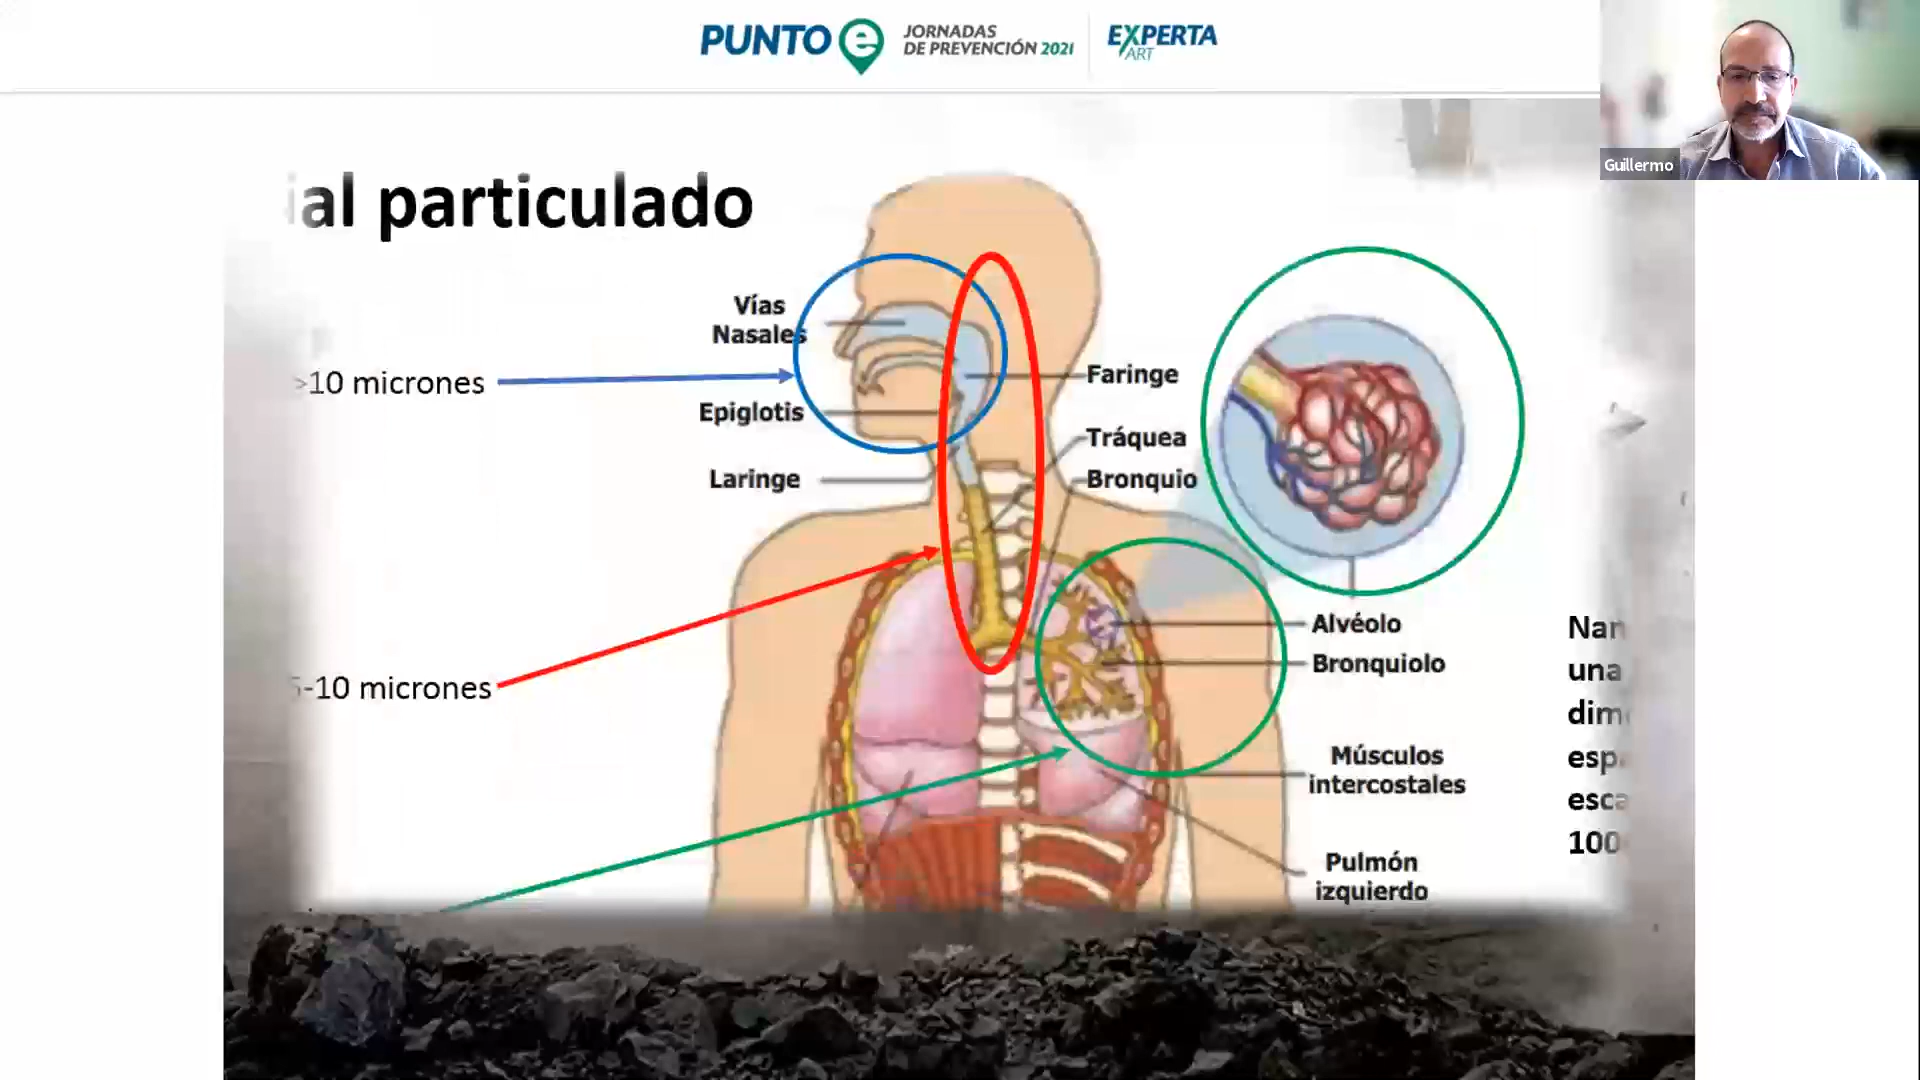 PUNTO e
JORNADAS
DE PREVENCIÓN 2021
EXPERTA
ART
Guillermo
ial particulado
Vías
Nasales
>10 micrones
Faringe
Epiglotis
Tráquea
Laringe
Bronquio
Alvéolo
Bronquiolo
5-10 micrones
Músculos
intercostales
Pulmón
izquierdo
Nan
una
dim
esp
esca
100